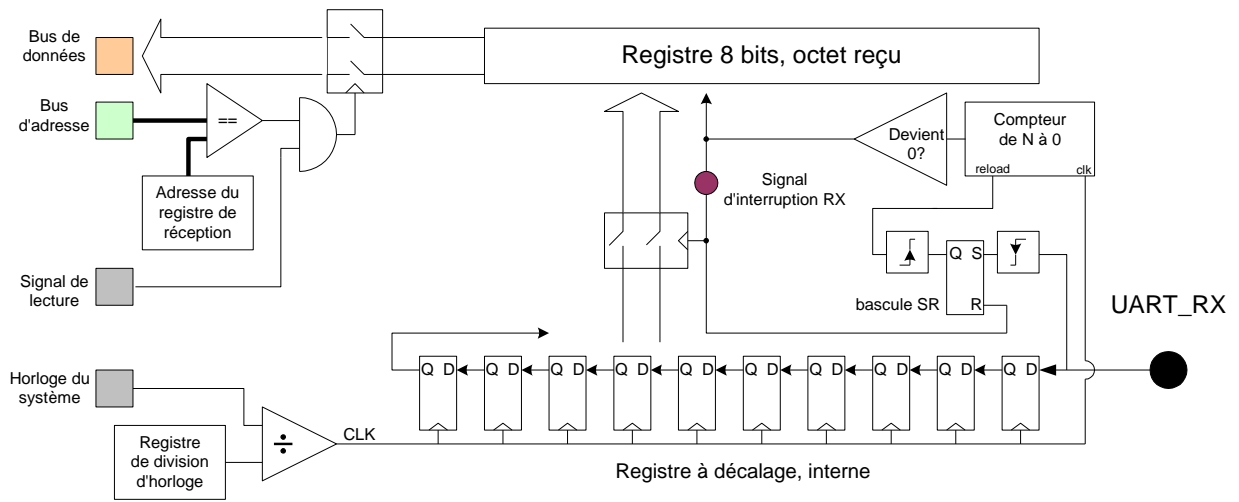 Bus de
données
Registre 8 bits, octet reçu
Bus
d'adresse
==
Devient
0?
Compteur
de N à 0
reload
clk
Adresse du
registre de
réception
Signal
d'interruption RX
Signal de
lecture
Q S
R
bascule SR
UART_RX
Q D
Q D
Q D
Q D
Q D
Q D
Q D
Q D
Q D
Q D
Horloge du
système
÷
CLK
Registre
de division
d'horloge
Registre à décalage, interne